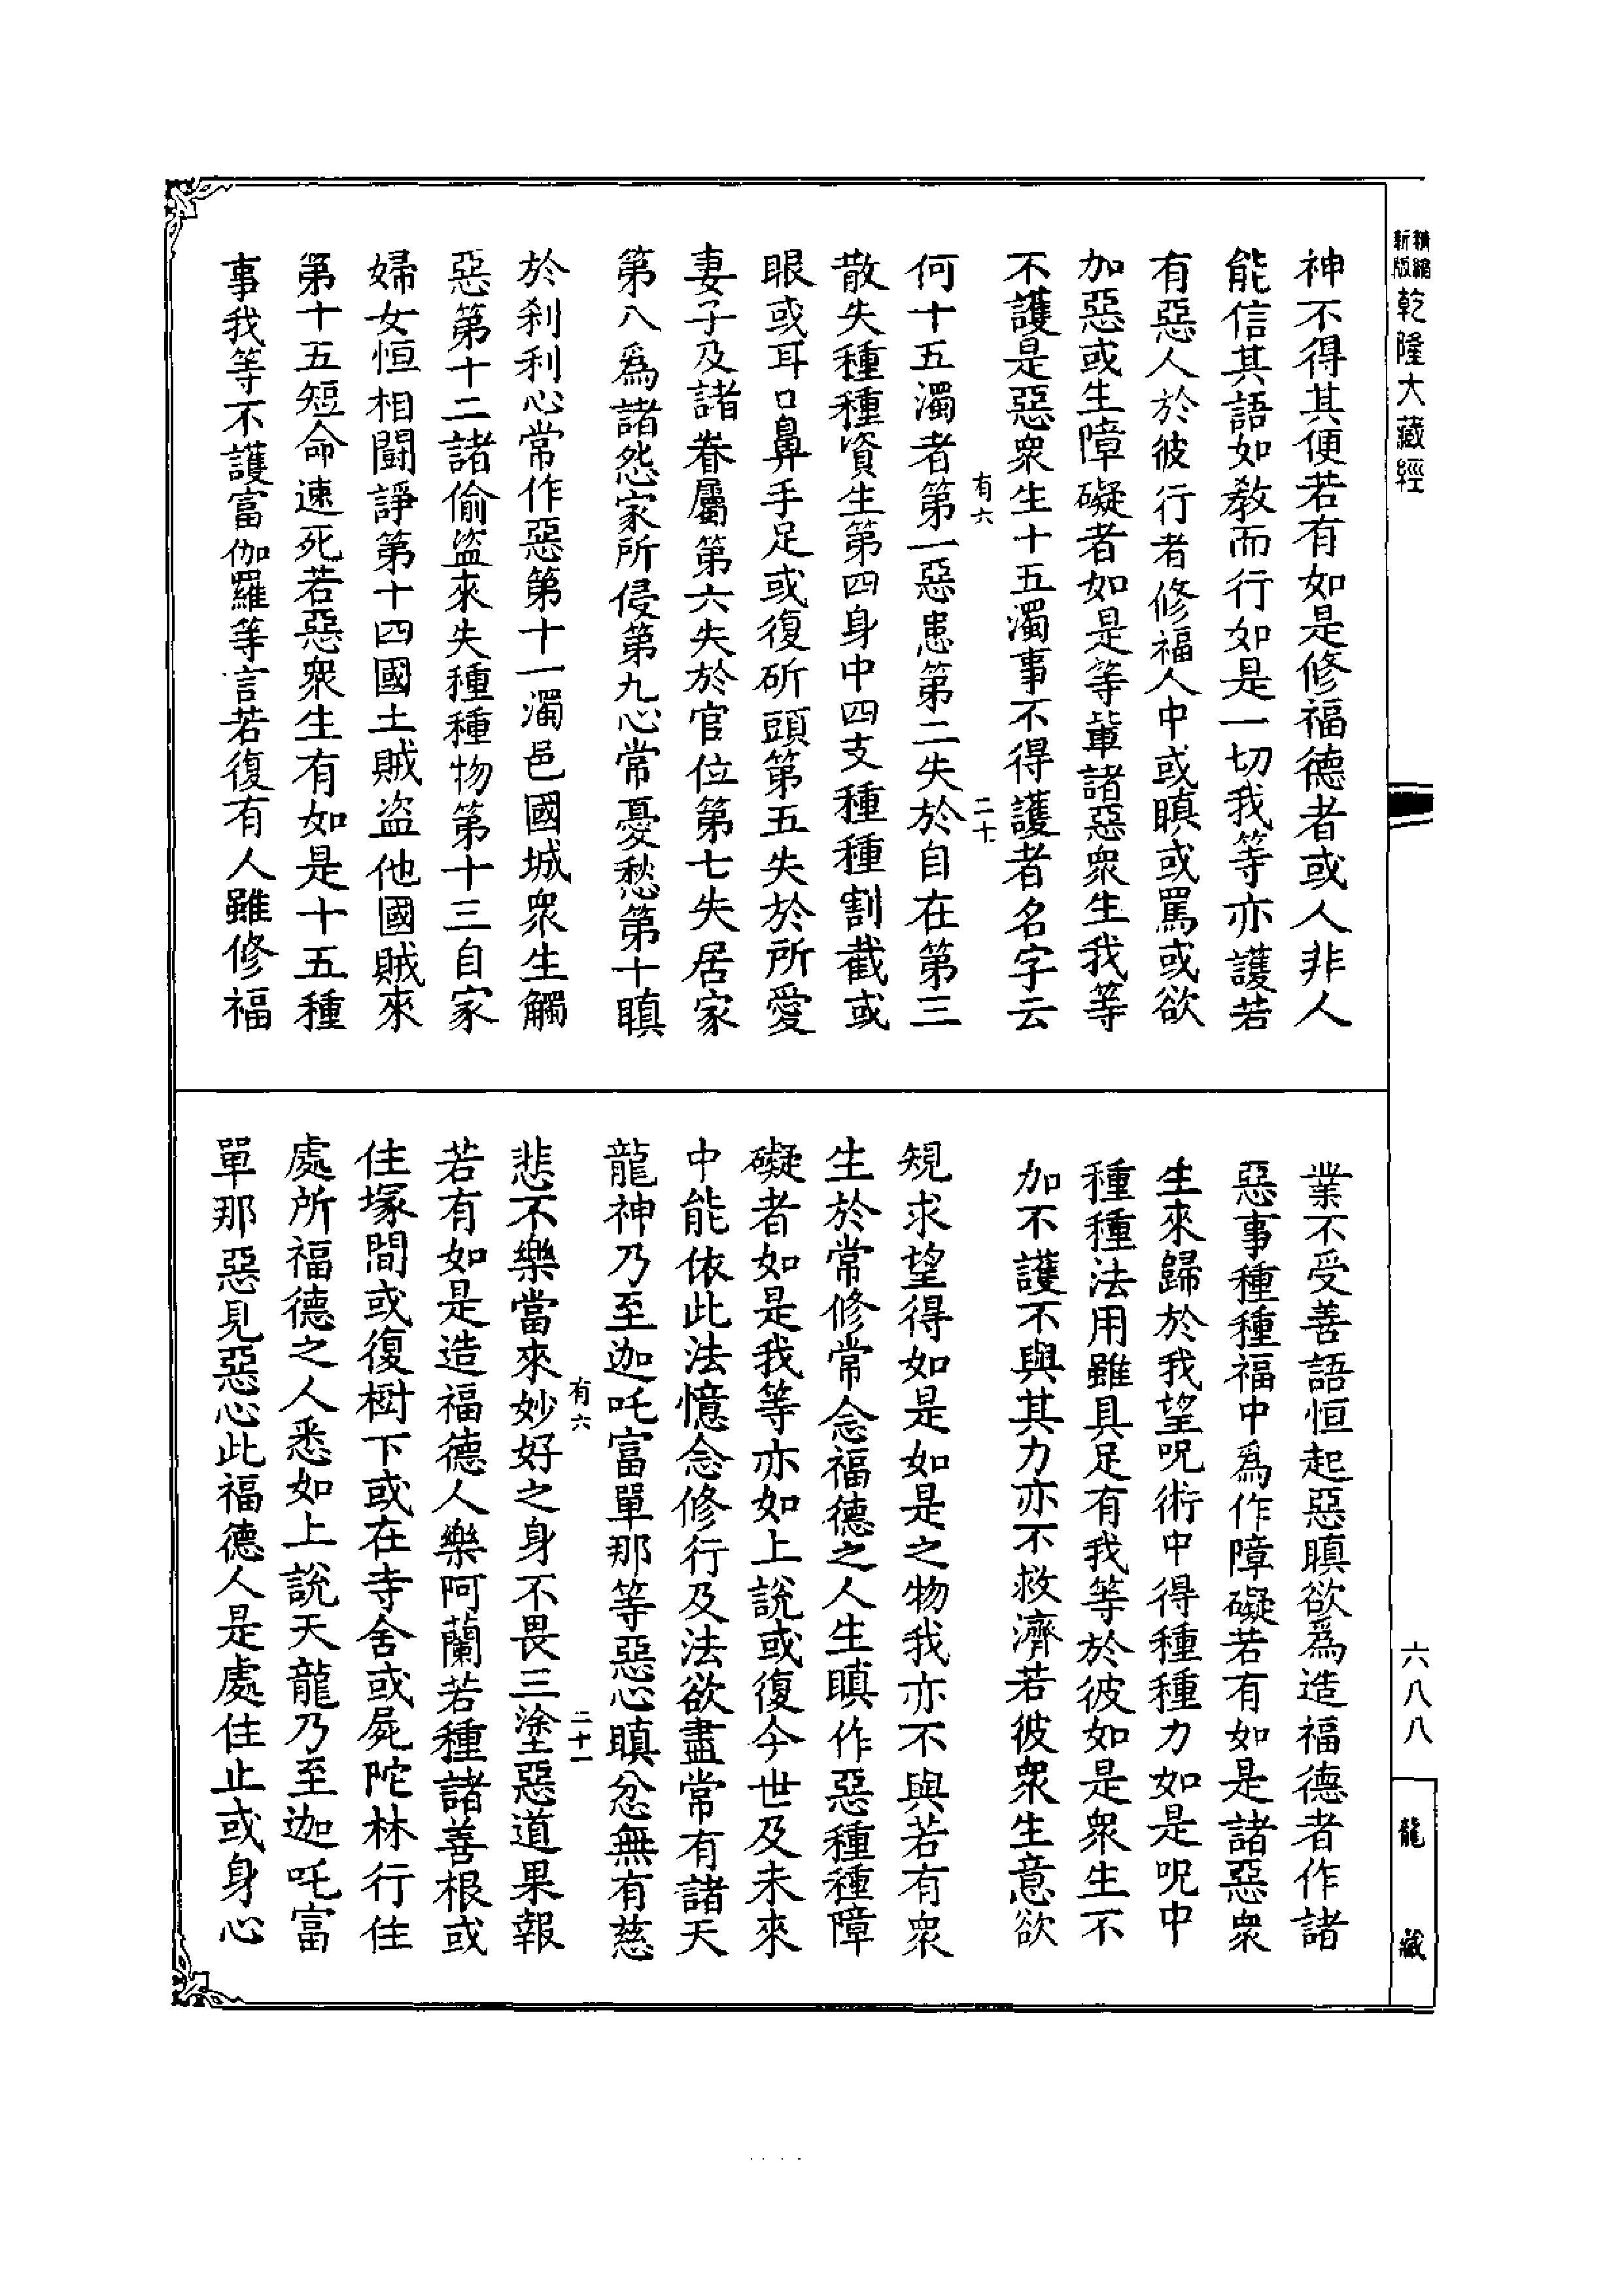 精縮
新版
乾隆大藏經
神不得其便若有如是修福德者或人非人
能信其語如教而行如是一切我等亦護若
有惡人於彼行者修福人中或瞋或罵或欲
加惡或生障礙者如是等輩諸惡衆生我等
不護是惡衆生十五濁事不得護者名字云
有六
二十
何十五濁者第一惡患第二失於自在第三
散失種種資生第四身中四支種種割截或
眼或耳口鼻手足或復斫頭第五失於所愛
妻子及諸眷屬第六失於官位第七失居家
第八爲諸怨家所侵第九心常憂愁第十瞋
於刹利心常作惡第十一濁邑國城衆生觸
惡第十二諸偷盜來失種種物第十三自家
婦女恒相鬪諍第十四國土賊盜他國賊來
第十五短命速死若惡衆生有如是十五種
事我等不護富伽羅等言若復有人雖修福
業不受善語恒起惡瞋欲爲造福德者作諸
惡事種種福中爲作障礙若有如是諸惡衆
生來歸於我望呪術中得種種力如是呪中
種種法用雖具足有我等於彼如是衆生不
加不護不與其力亦不救濟若彼衆生意欲
規求望得如是如是之物我亦不與若有衆
生於常修常念福德之人生瞋作惡種種障
礙者如是我等亦如上說或復今世及未來
中能依此法憶念修行及法欲盡常有諸天
龍神乃至迦吒富單那等惡心瞋忿無有慈
有六
二十一
悲不樂當來妙好之身不畏三塗惡道果報
若有如是造福德人樂阿蘭若種諸善根或
住塚間或復樹下或在寺舍或屍陀林行住
處所福德之人悉如上說天龍乃至迦吒富
單那惡見惡心此福德人是處住止或身心
六八八
龍藏